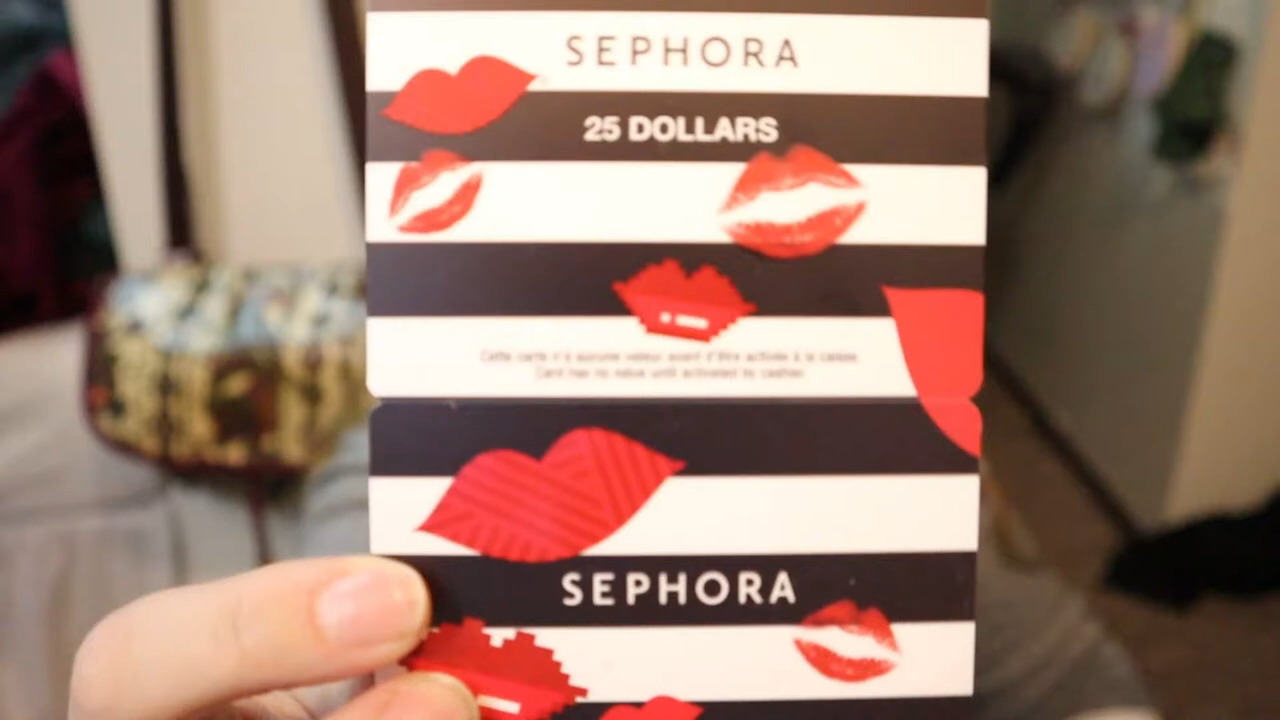 SEPHORA
25 DOLLARS
Cette carte n'a aucune valeur avant d'être activée à la caisse.
Card has no value until activated by cashier.
SEPHORA